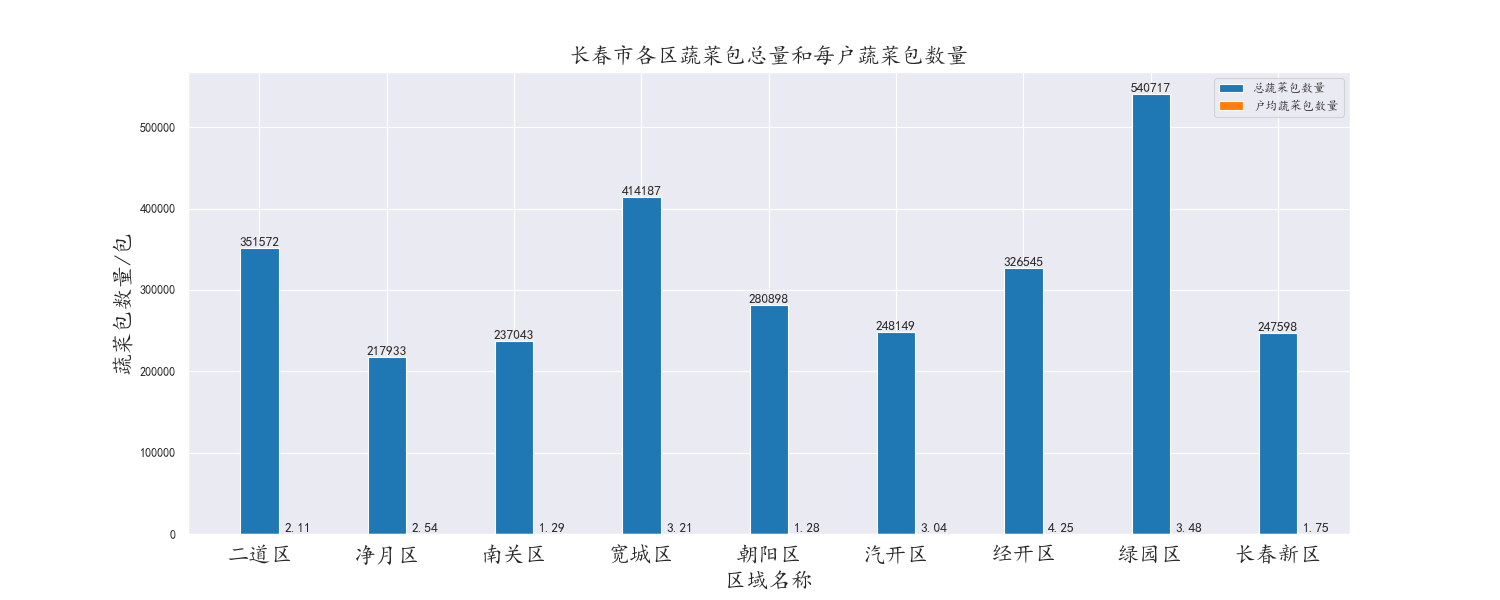 长春市各区蔬菜包总量和每户蔬菜包数量
总蔬菜包数量
户均蔬菜包数量
蔬菜包数量/包
500000
400000
300000
200000
100000
0
351572
217933
237043
414187
280898
248149
326545
540717
247598
2.11
2.54
1.29
3.21
1.28
3.04
4.25
3.48
1.75
二道区
净月区
南关区
宽城区
朝阳区
汽开区
经开区
绿园区
长春新区
区域名称